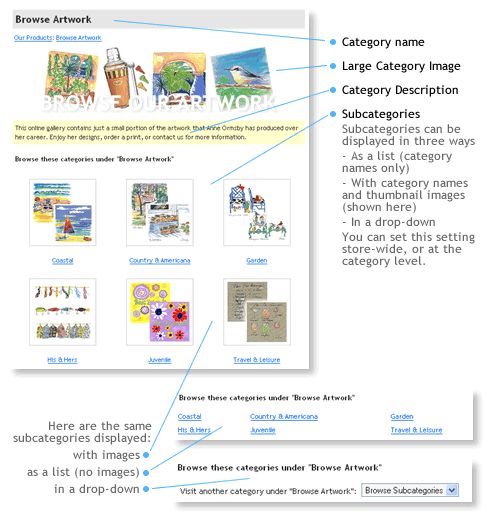 Browse Artwork
Our Products: Browse Artwork
BROWSE OUR ARTWORK
This online gallery contains just a small portion of the artwork that Anne Ormsby has produced over
her career. Enjoy her designs, order a print, or contact us for more information.
Browse these categories under "Browse Artwork"
Coastal
Country & Americana
Garden
His & Hers
Juvenile
Travel & Leisure
Category name
Large Category Image
Category Description
Subcategories
Subcategories can be
displayed in three ways
- As a list (category
names only)
- With category names
and thumbnail images
(shown here)
- In a drop-down
You can set this setting
store-wide, or at the
category level.
Here are the same
subcategories displayed:
with images
as a list (no images)
in a drop-down
Browse these categories under "Browse Artwork"
Coastal
Country & Americana
Garden
His & Hers
Juvenile
Travel & Leisure
Browse these categories under "Browse Artwork"
Visit another category under "Browse Artwork": Browse Subcategories